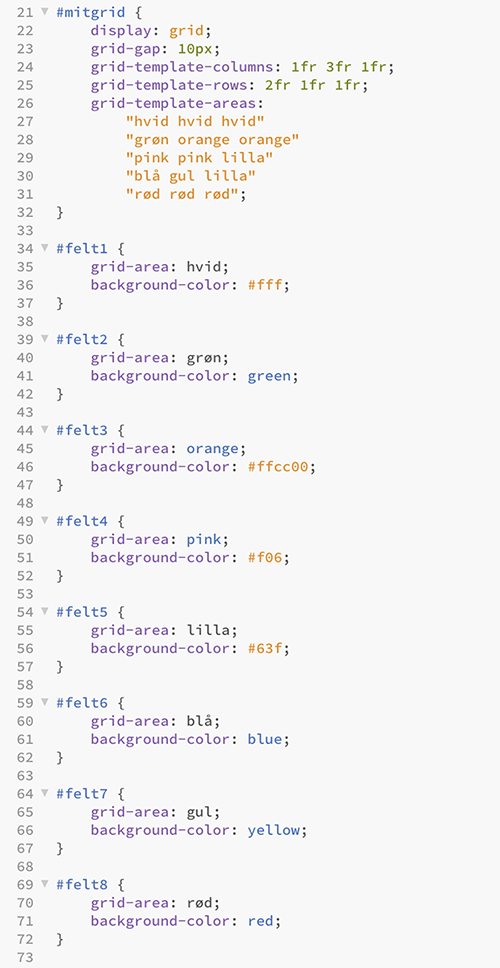 21 ▼ #mitgrid {
22     display: grid;
23     grid-gap: 10px;
24     grid-template-columns: 1fr 3fr 1fr;
25     grid-template-rows: 2fr 1fr 1fr;
26     grid-template-areas:
27         "hvid hvid hvid"
28         "grøn orange orange"
29         "pink pink lilla"
30         "blå gul lilla"
31         "rød rød rød";
32 }
33
34 ▼ #felt1 {
35     grid-area: hvid;
36     background-color: #fff;
37 }
38
39 ▼ #felt2 {
40     grid-area: grøn;
41     background-color: green;
42 }
43
44 ▼ #felt3 {
45     grid-area: orange;
46     background-color: #ffcc00;
47 }
48
49 ▼ #felt4 {
50     grid-area: pink;
51     background-color: #f06;
52 }
53
54 ▼ #felt5 {
55     grid-area: lilla;
56     background-color: #63f;
57 }
58
59 ▼ #felt6 {
60     grid-area: blå;
61     background-color: blue;
62 }
63
64 ▼ #felt7 {
65     grid-area: gul;
66     background-color: yellow;
67 }
68
69 ▼ #felt8 {
70     grid-area: rød;
71     background-color: red;
72 }
73